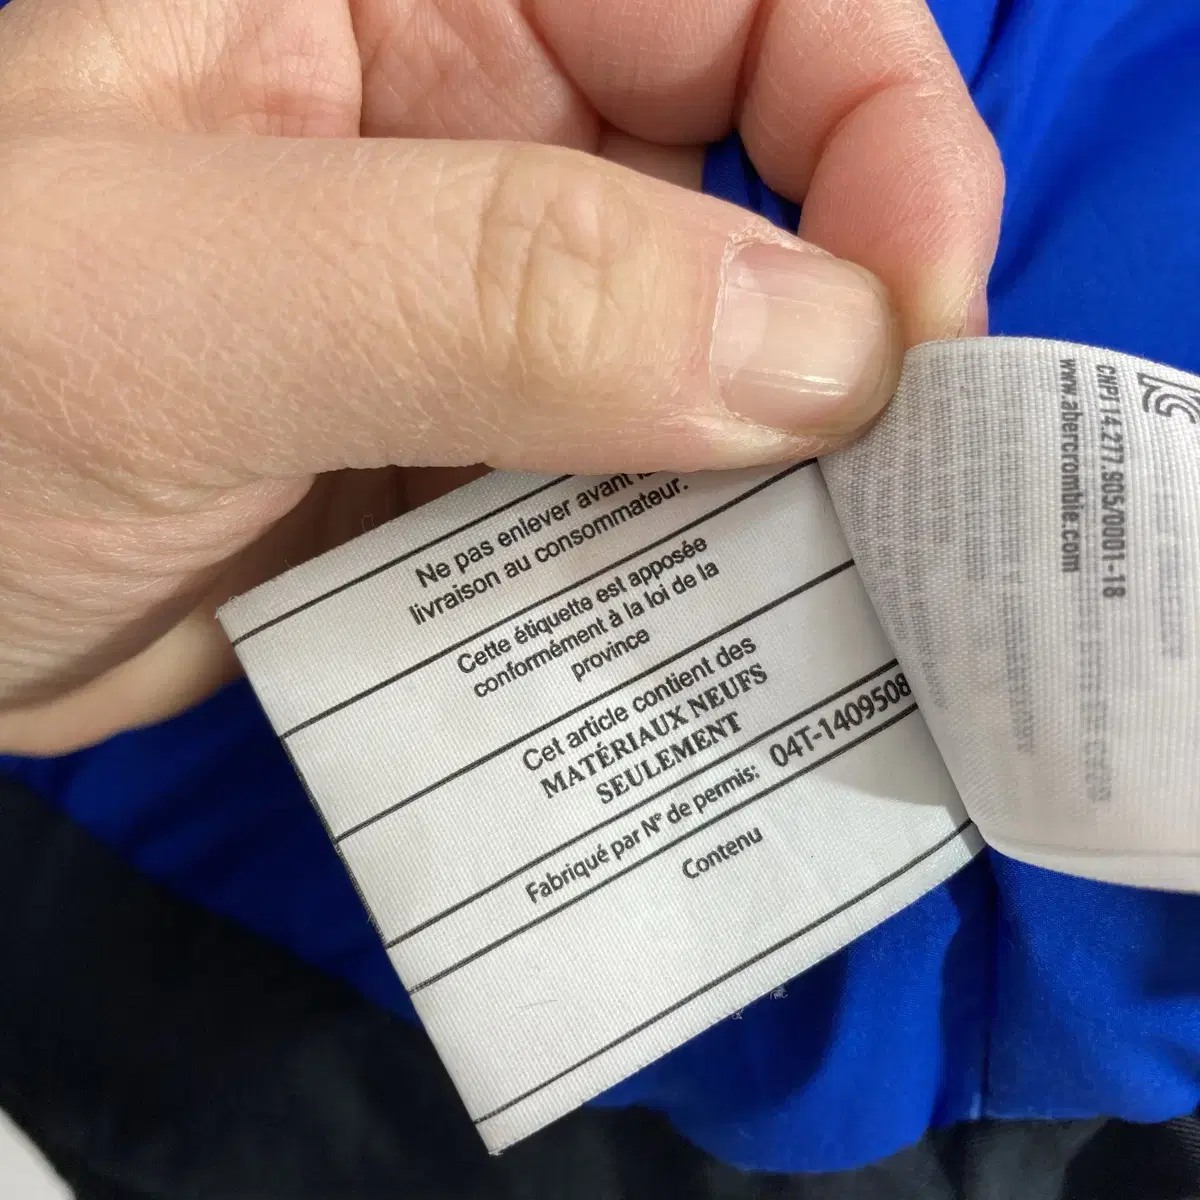 Ne pas enlever avant
livraison au consommateur.
Cette étiquette est apposée
conformément à la loi de la
province
Cet article contient des
MATÉRIAUX NEUFS
SEULEMENT
Fabriqué par Nº de permis: 04T-1409508
Contenu
CNPJ 14.277.905/0001-18
www.abercrombie.com